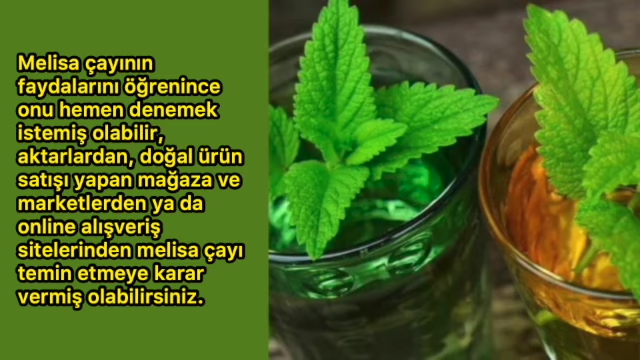 Melisa çayının
faydalarını öğrenince
onu hemen denemek
istemiş olabilir,
aktarlardan, doğal ürün
satışı yapan mağaza ve
marketlerden ya da
online alışveriş
sitelerinden melisa çayı
temin etmeye karar
vermiş olabilirsiniz.